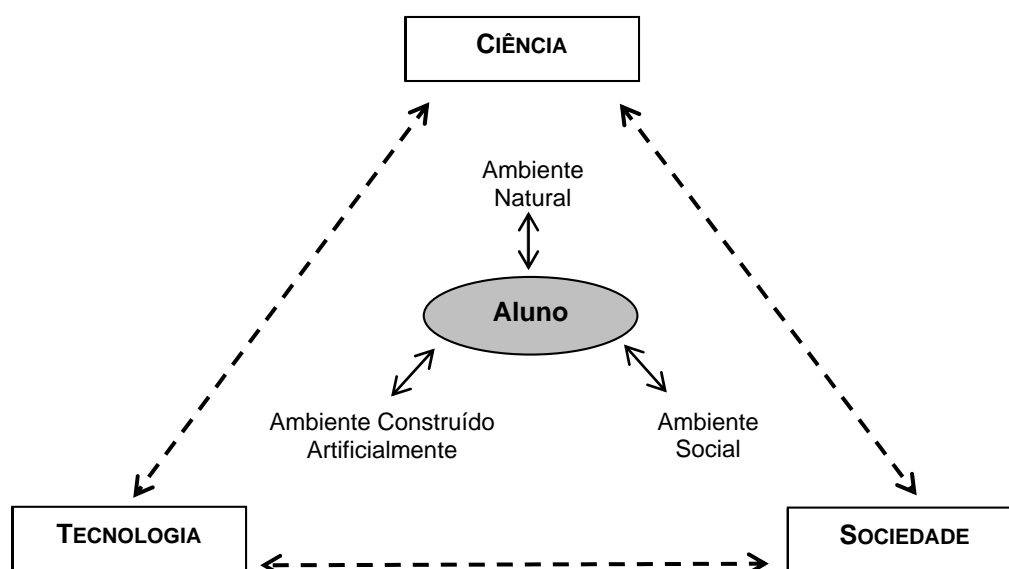 CIÊNCIA
Ambiente
Natural
Aluno
Ambiente Construído
Artificialmente
Ambiente
Social
TECNOLOGIA
SOCIEDADE